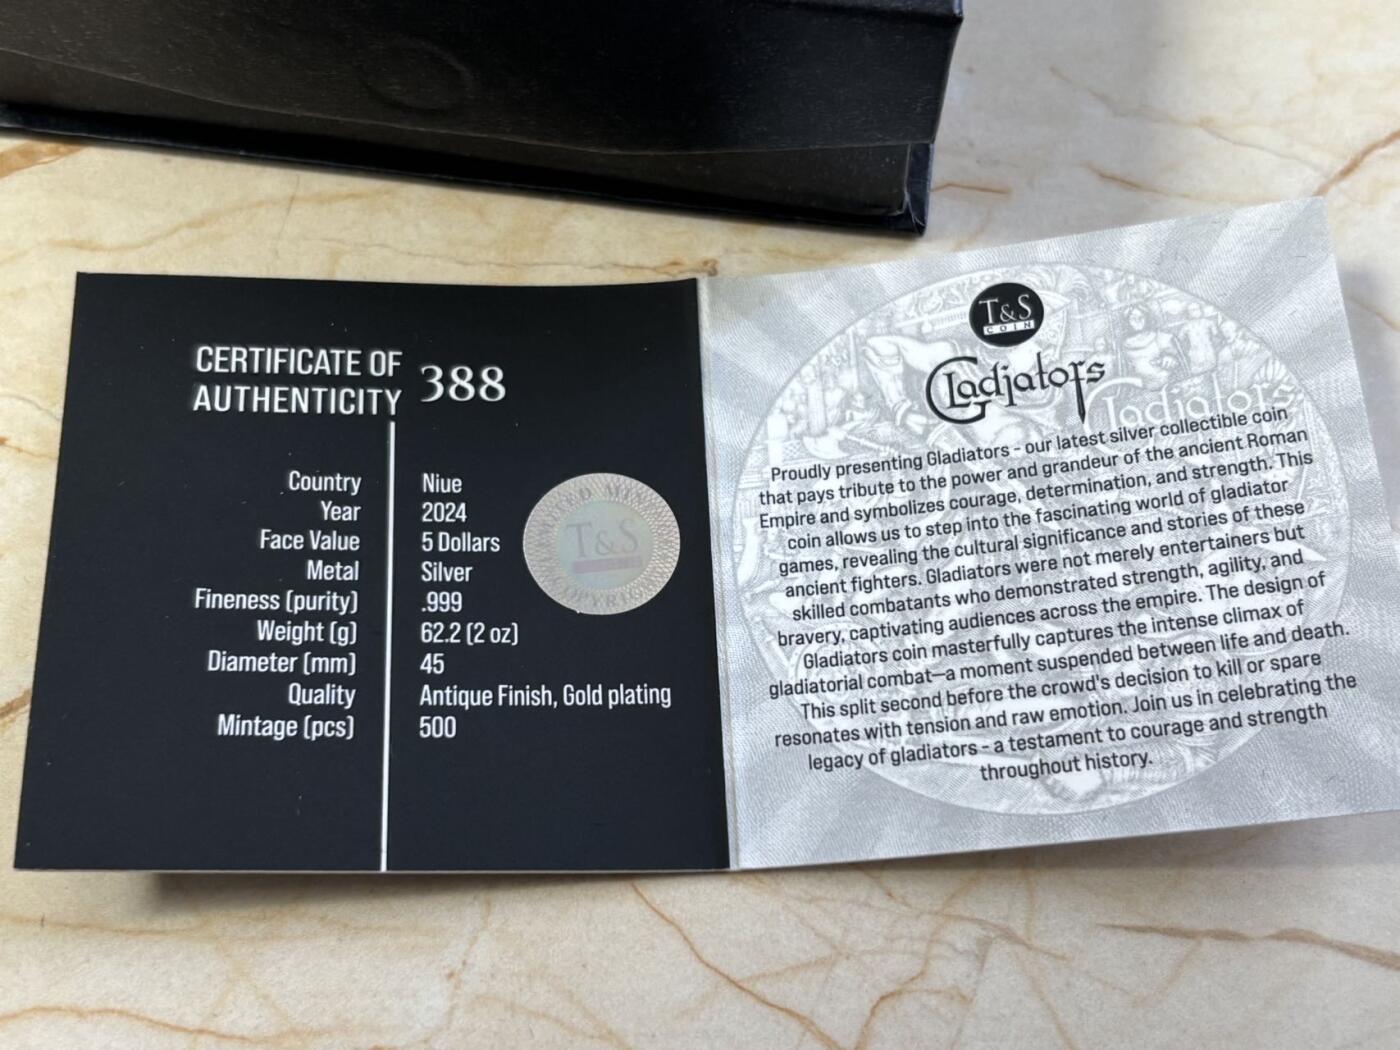 CERTIFICATE OF
AUTHENTICITY
388
Country Niue
Year 2024
Face Value 5 Dollars
Metal Silver
Fineness (purity) .999
Weight (g) 62.2 (2 oz)
Diameter (mm) 45
Quality Antique Finish, Gold plating
Mintage (pcs) 500
T&S
T&S
COIN
Gladiators
Gladiators
Proudly presenting Gladiators - our latest silver collectible coin
that pays tribute to the power and grandeur of the ancient Roman
Empire and symbolizes courage, determination, and strength. This
coin allows us to step into the fascinating world of gladiator
games, revealing the cultural significance and stories of these
ancient fighters. Gladiators were not merely entertainers but
skilled combatants who demonstrated strength, agility, and
bravery, captivating audiences across the empire. The design of
Gladiators coin masterfully captures the intense climax of
gladiatorial combat—a moment suspended between life and death.
This split second before the crowd's decision to kill or spare
resonates with tension and raw emotion. Join us in celebrating the
legacy of gladiators - a testament to courage and strength
throughout history.